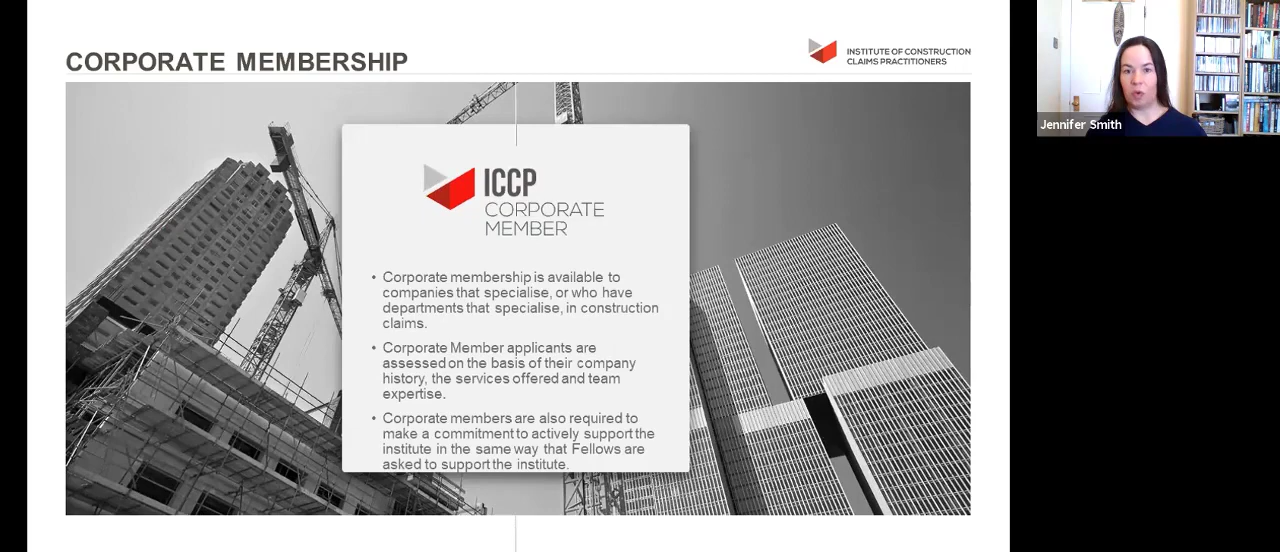 CORPORATE MEMBERSHIP
INSTITUTE OF CONSTRUCTION
CLAIMS PRACTITIONERS
ICCP
CORPORATE
MEMBER
• Corporate membership is available to
companies that specialise, or who have
departments that specialise, in construction
claims.
• Corporate Member applicants are
assessed on the basis of their company
history, the services offered and team
expertise.
• Corporate members are also required to
make a commitment to actively support the
institute in the same way that Fellows are
asked to support the institute.
Jennifer Smith